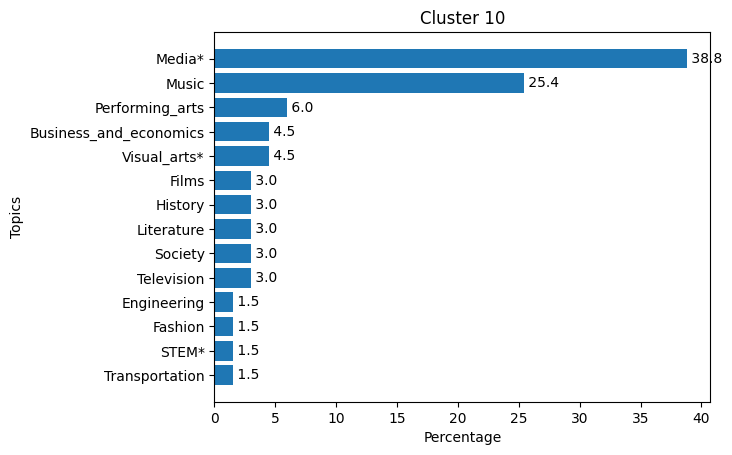 Cluster 10
Topics
Media* 38.8
Music 25.4
Performing_arts 6.0
Business_and_economics 4.5
Visual_arts* 4.5
Films 3.0
History 3.0
Literature 3.0
Society 3.0
Television 3.0
Engineering 1.5
Fashion 1.5
STEM* 1.5
Transportation 1.5
0 5 10 15 20 25 30 35 40
Percentage